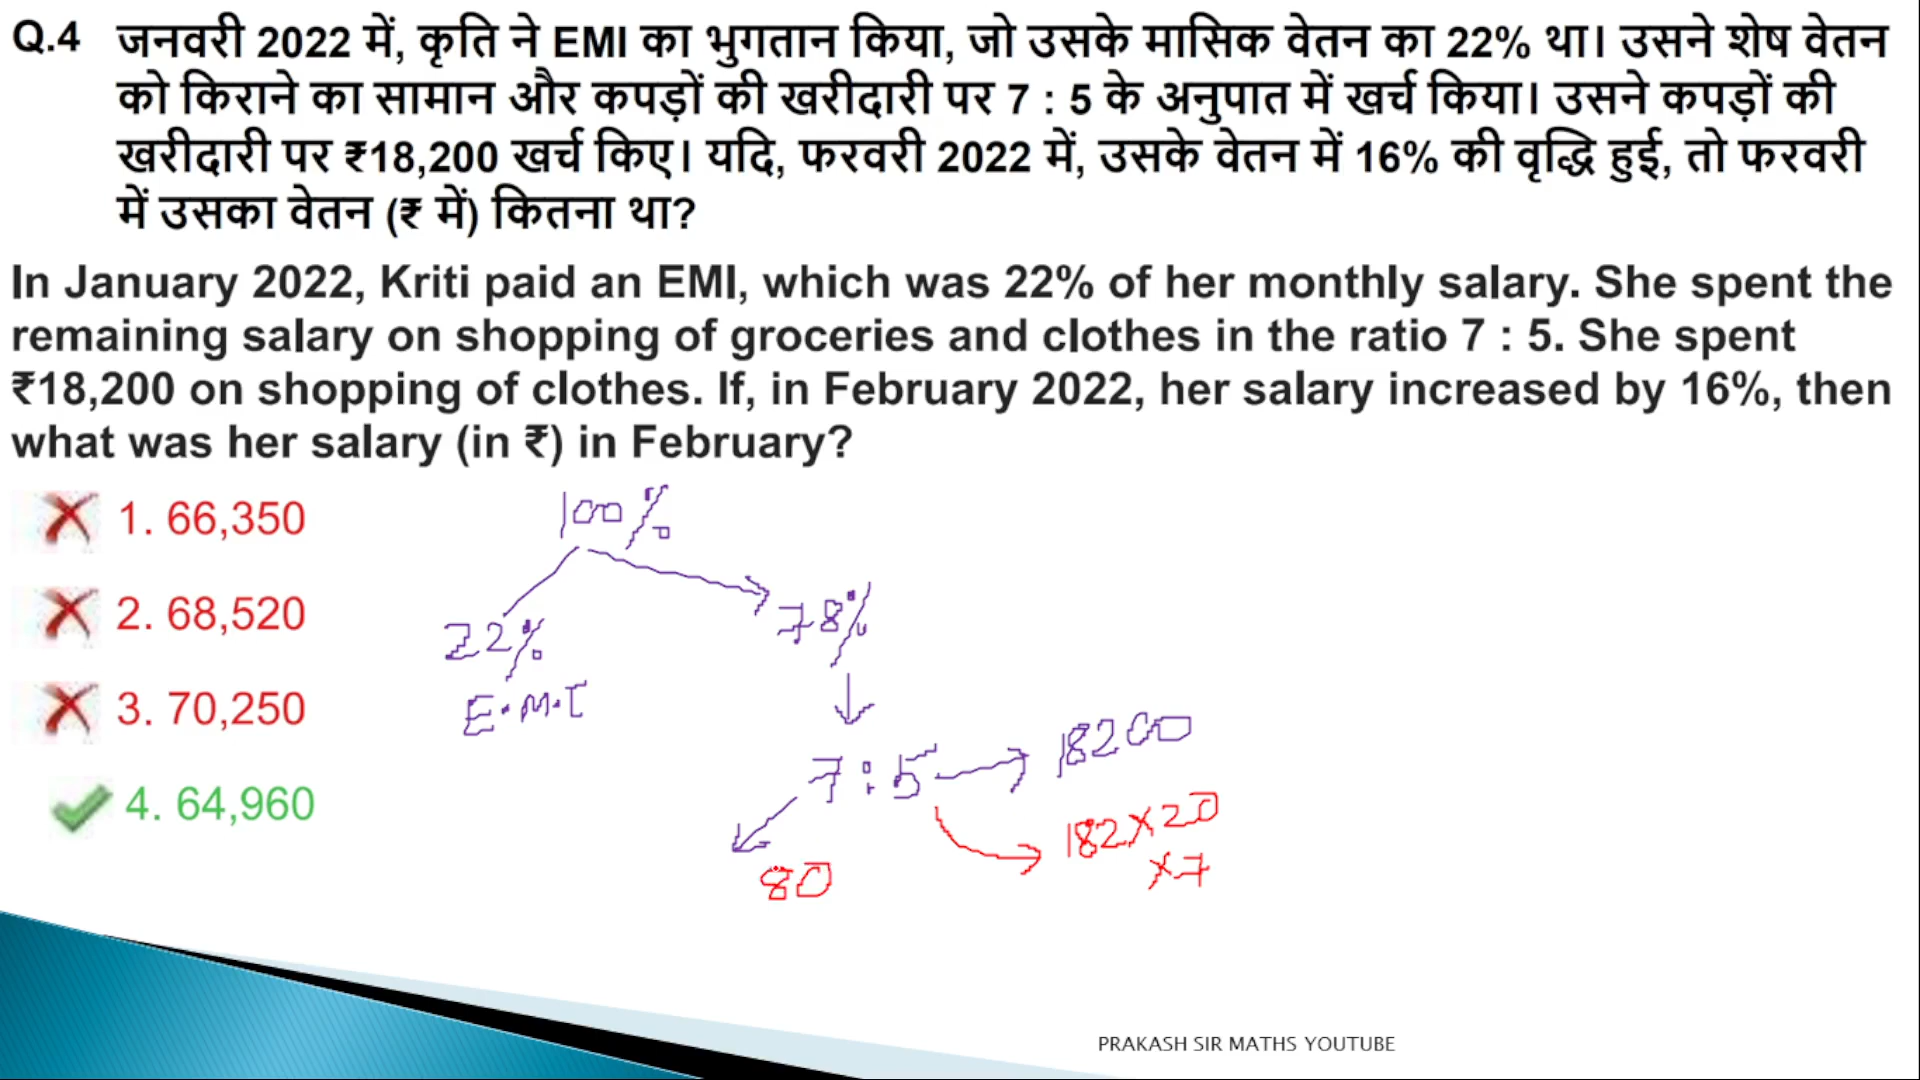 Q.4 जनवरी 2022 में, कृति ने EMI का भुगतान किया, जो उसके मासिक वेतन का 22% था। उसने शेष वेतन
को किराने का सामान और कपड़ों की खरीदारी पर 7 : 5 के अनुपात में खर्च किया। उसने कपड़ों की
खरीदारी पर ₹18,200 खर्च किए। यदि, फरवरी 2022 में, उसके वेतन में 16% की वृद्धि हुई, तो फरवरी
में उसका वेतन (₹ में) कितना था?
In January 2022, Kriti paid an EMI, which was 22% of her monthly salary. She spent the
remaining salary on shopping of groceries and clothes in the ratio 7 : 5. She spent
₹18,200 on shopping of clothes. If, in February 2022, her salary increased by 16%, then
what was her salary (in ₹) in February?
1. 66,350
2. 68,520
3. 70,250
4. 64,960
100%
22%
78%
E.M.I
7 : 5
18200
182×20
×7
80
PRAKASH SIR MATHS YOUTUBE